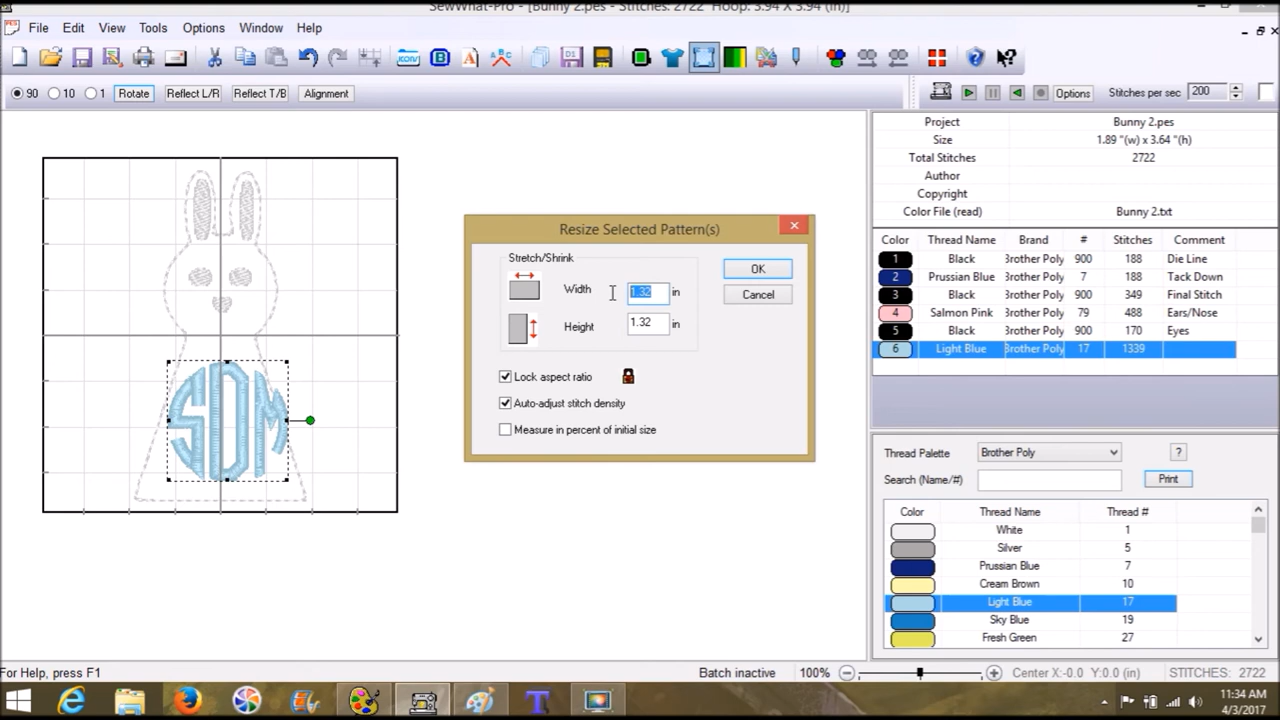 SewWhat-Pro - [Bunny 2.pes - Stitches: 2722 Hoop: 3.94 X 3.94 (in)]
File Edit View Tools Options Window Help
90 10 1 Rotate Reflect L/R Reflect T/B Alignment
Options Stitches per sec 200
Project Bunny 2.pes
Size 1.89 "(w) x 3.64 "(h)
Total Stitches 2722
Author
Copyright
Color File (read) Bunny 2.txt
Color Thread Name Brand # Stitches Comment
1 Black Brother Poly 900 188 Die Line
2 Prussian Blue Brother Poly 7 188 Tack Down
3 Black Brother Poly 900 349 Final Stitch
4 Salmon Pink Brother Poly 79 488 Ears/Nose
5 Black Brother Poly 900 170 Eyes
6 Light Blue Brother Poly 17 1339
SDM
Resize Selected Pattern(s)
Stretch/Shrink
Width 1.32 in
Height 1.32 in
OK
Cancel
Lock aspect ratio
Auto-adjust stitch density
Measure in percent of initial size
Thread Palette Brother Poly ?
Search (Name/#) Print
Color Thread Name Thread #
White 1
Silver 5
Prussian Blue 7
Cream Brown 10
Light Blue 17
Sky Blue 19
Fresh Green 27
For Help, press F1 Batch inactive 100% Center X:-0.0 Y:0.0 (in) STITCHES: 2722
11:34 AM
4/3/2017